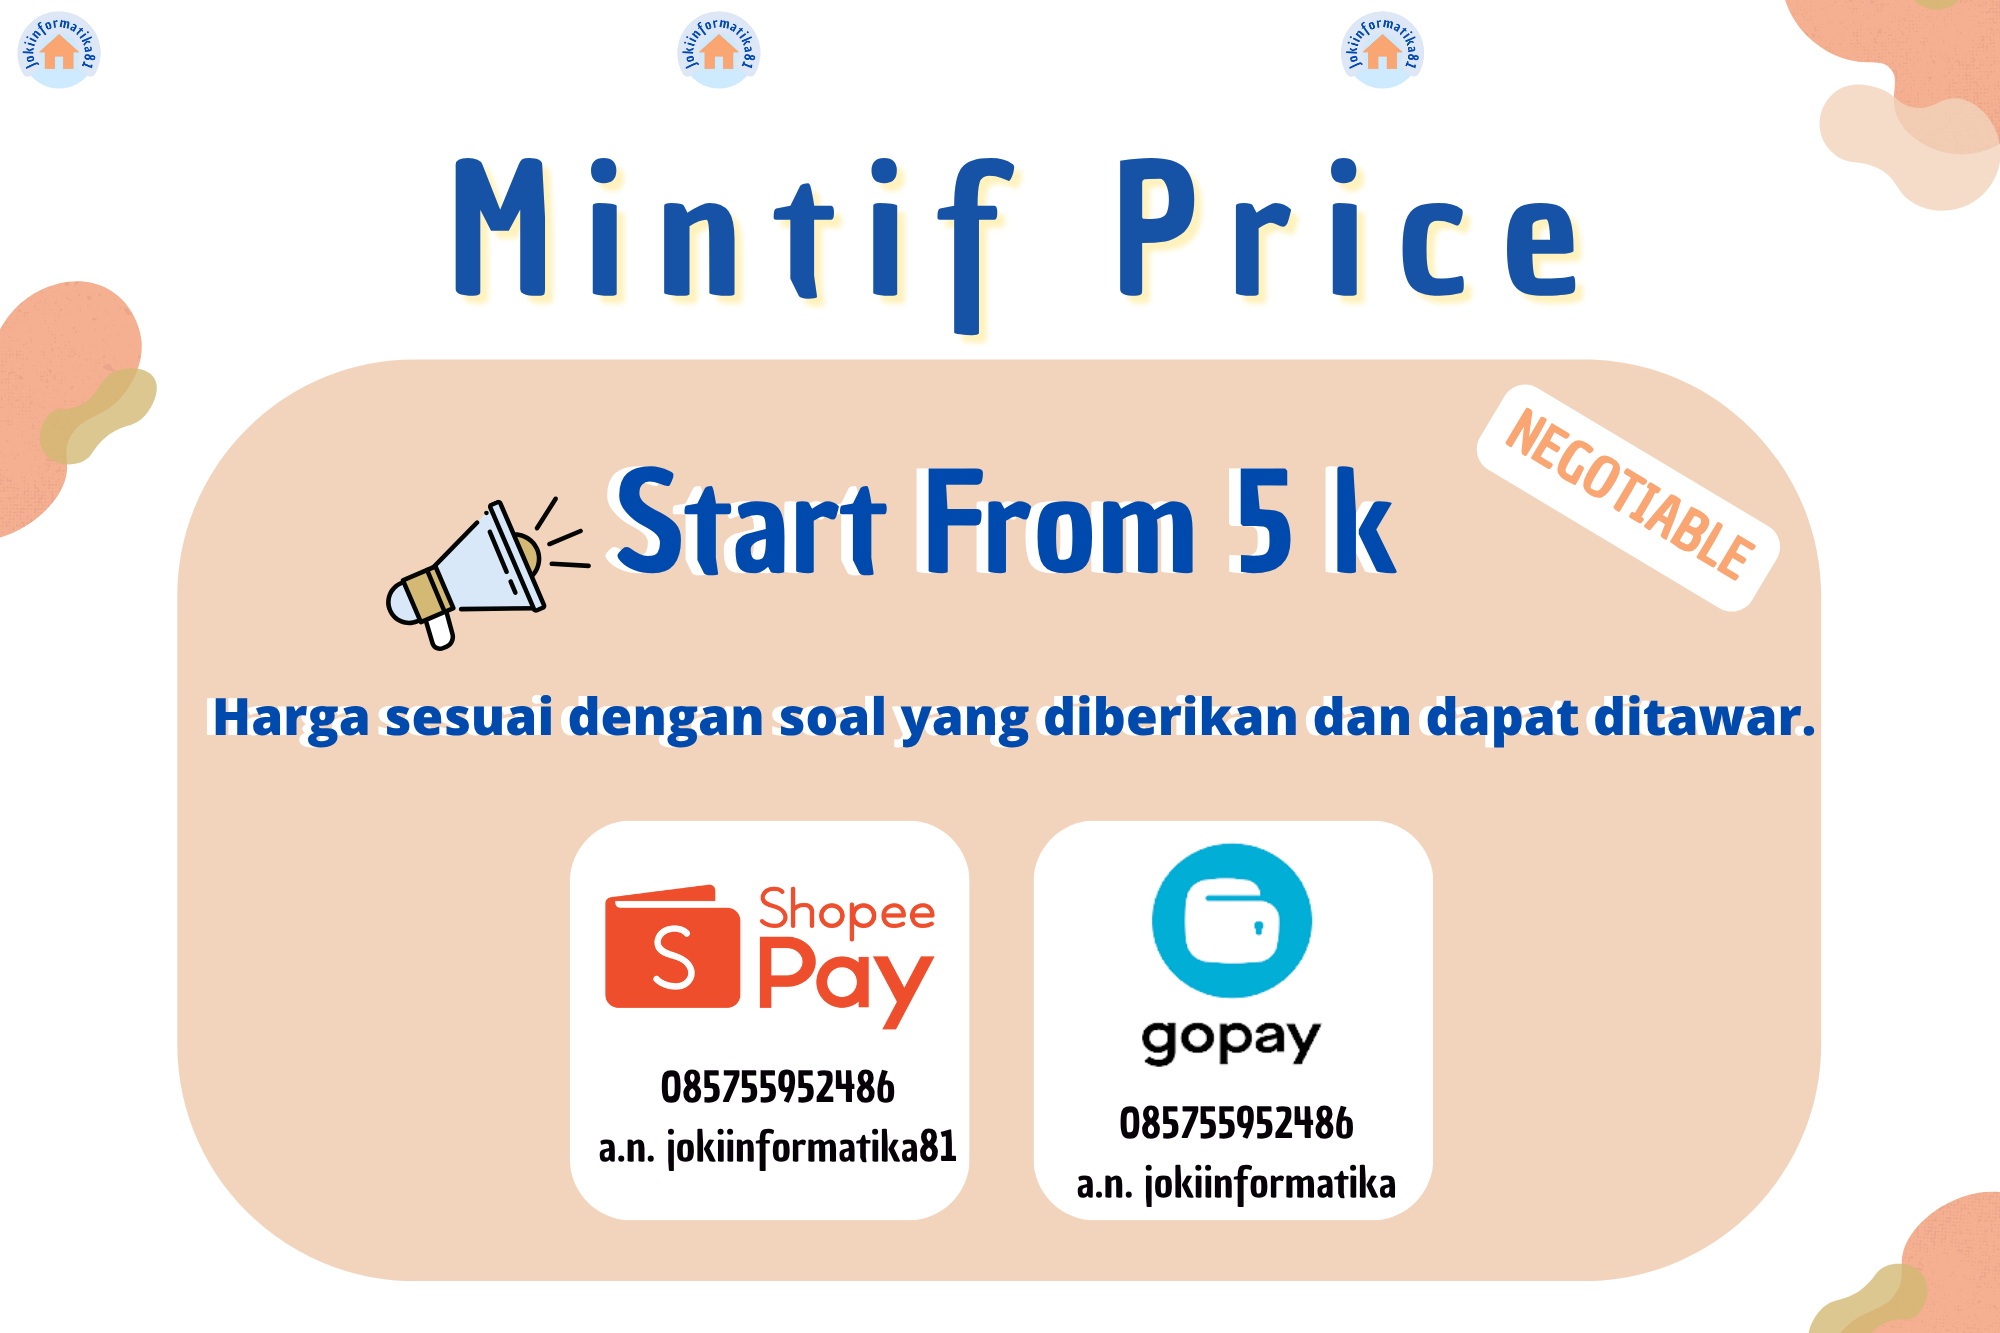 jokiinformatika81
jokiinformatika81
jokiinformatika81
Mintif Price
NEGOTIABLE
Start From 5 k
Harga sesuai dengan soal yang diberikan dan dapat ditawar.
S
Shopee
Pay
085755952486
a.n. jokiinformatika81
gopay
085755952486
a.n. jokiinformatika